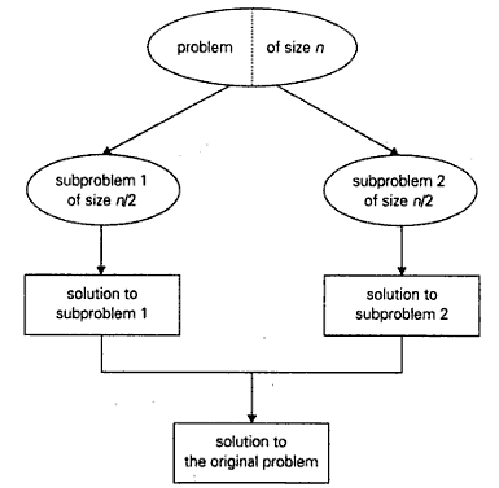 problem of size n
subproblem 1
of size n/2
subproblem 2
of size n/2
solution to
subproblem 1
solution to
subproblem 2
solution to
the original problem